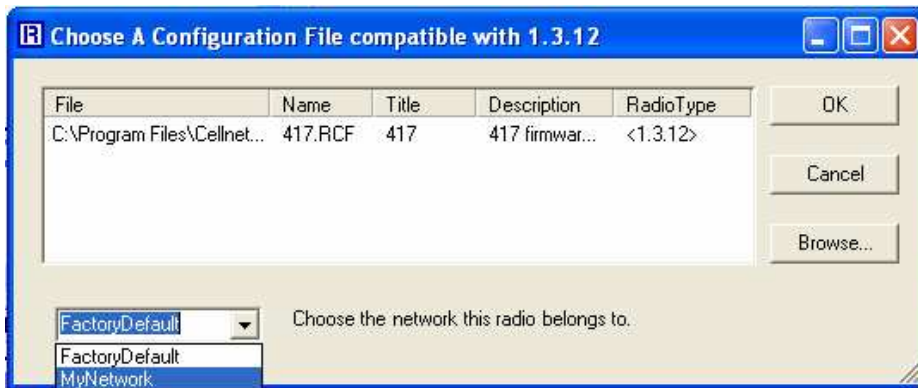 Choose A Configuration File compatible with 1.3.12
File Name Title Description RadioType
C:\Program Files\Cellnet... 417.RCF 417 417 firmwar... <1.3.12>
OK
Cancel
Browse...
FactoryDefault
Choose the network this radio belongs to.
FactoryDefault
MyNetwork